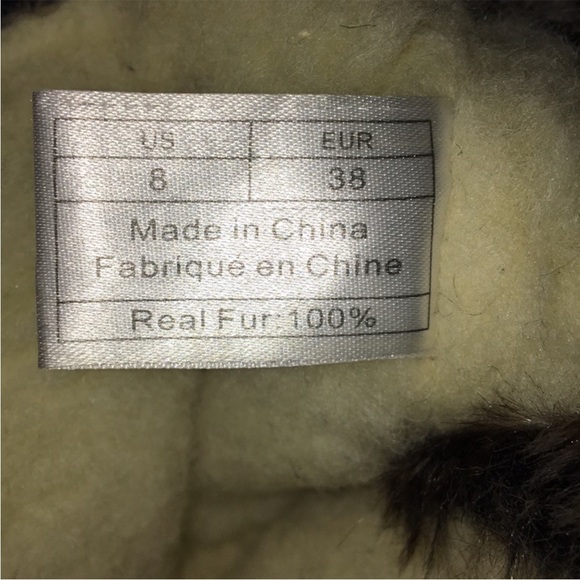 US EUR
8 38
Made in China
Fabriqué en Chine
Real Fur:100%